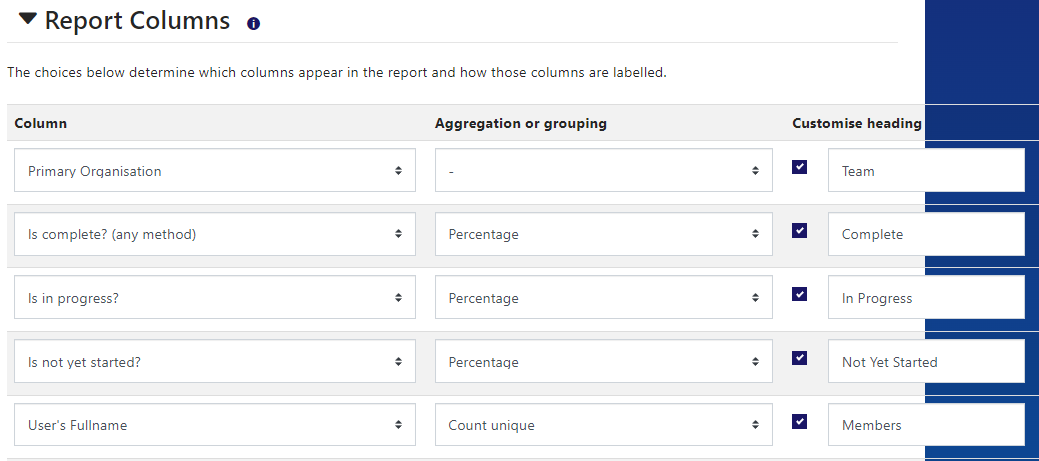 Report Columns
The choices below determine which columns appear in the report and how those columns are labelled.
Column Aggregation or grouping Customise heading
Primary Organisation - Team
Is complete? (any method) Percentage Complete
Is in progress? Percentage In Progress
Is not yet started? Percentage Not Yet Started
User's Fullname Count unique Members